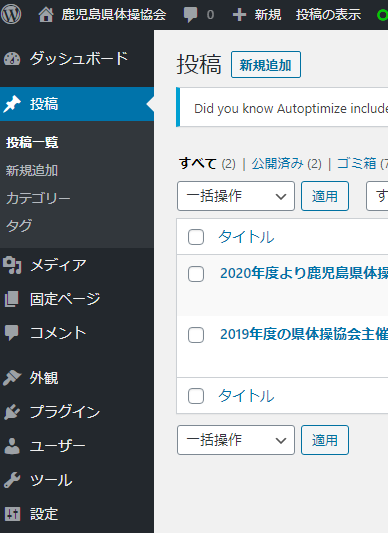 鹿児島県体操協会 0 新規 投稿の表示
ダッシュボード
投稿
投稿一覧
新規追加
カテゴリー
タグ
メディア
固定ページ
コメント
外観
プラグイン
ユーザー
ツール
設定
投稿 新規追加
Did you know Autoptimize include
すべて (2) | 公開済み (2) | ゴミ箱 (7
一括操作 適用 す
タイトル
2020年度より鹿児島県体操
2019年度の県体操協会主催
タイトル
一括操作 適用